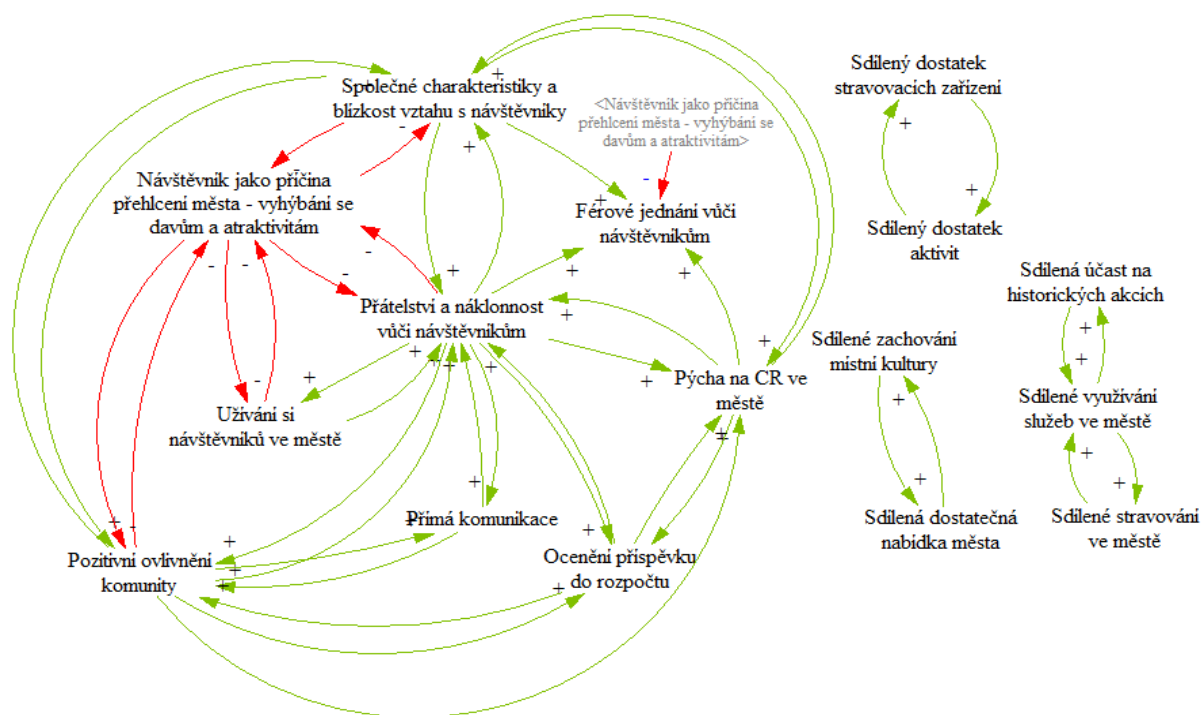 Společné charakteristiky a
blízkost vztahu s návštěvníky
<Návštěvník jako příčina
přehlcení města - vyhýbání se
davům a atraktivitám>
Sdílený dostatek
stravovacích zařízení
Návštěvník jako příčina
přehlcení města - vyhýbání se
davům a atraktivitám
Férové jednání vůči
návštěvníkům
Sdílený dostatek
aktivit
Sdílená účast na
historických akcích
Přátelství a náklonnost
vůči návštěvníkům
Sdílené zachování
místní kultury
Pýcha na CR ve
městě
Užívání si
návštěvníků ve městě
Sdílené využívání
služeb ve městě
Přímá komunikace
Sdílená dostatečná
nabídka města
Sdílené stravování
ve městě
Pozitivní ovlivnění
komunity
Ocenění příspěvku
do rozpočtu